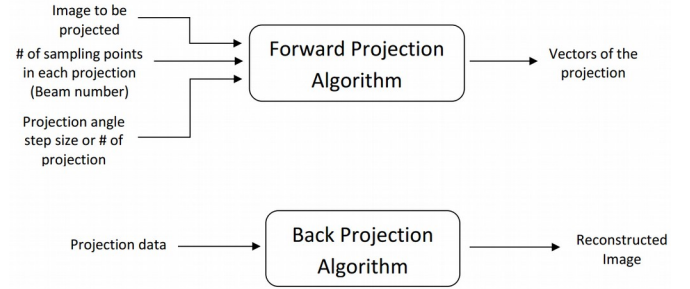 Image to be
projected
# of sampling points
in each projection
(Beam number)
Projection angle
step size or # of
projection
Forward Projection
Algorithm
Vectors of the
projection
Projection data
Back Projection
Algorithm
Reconstructed
Image